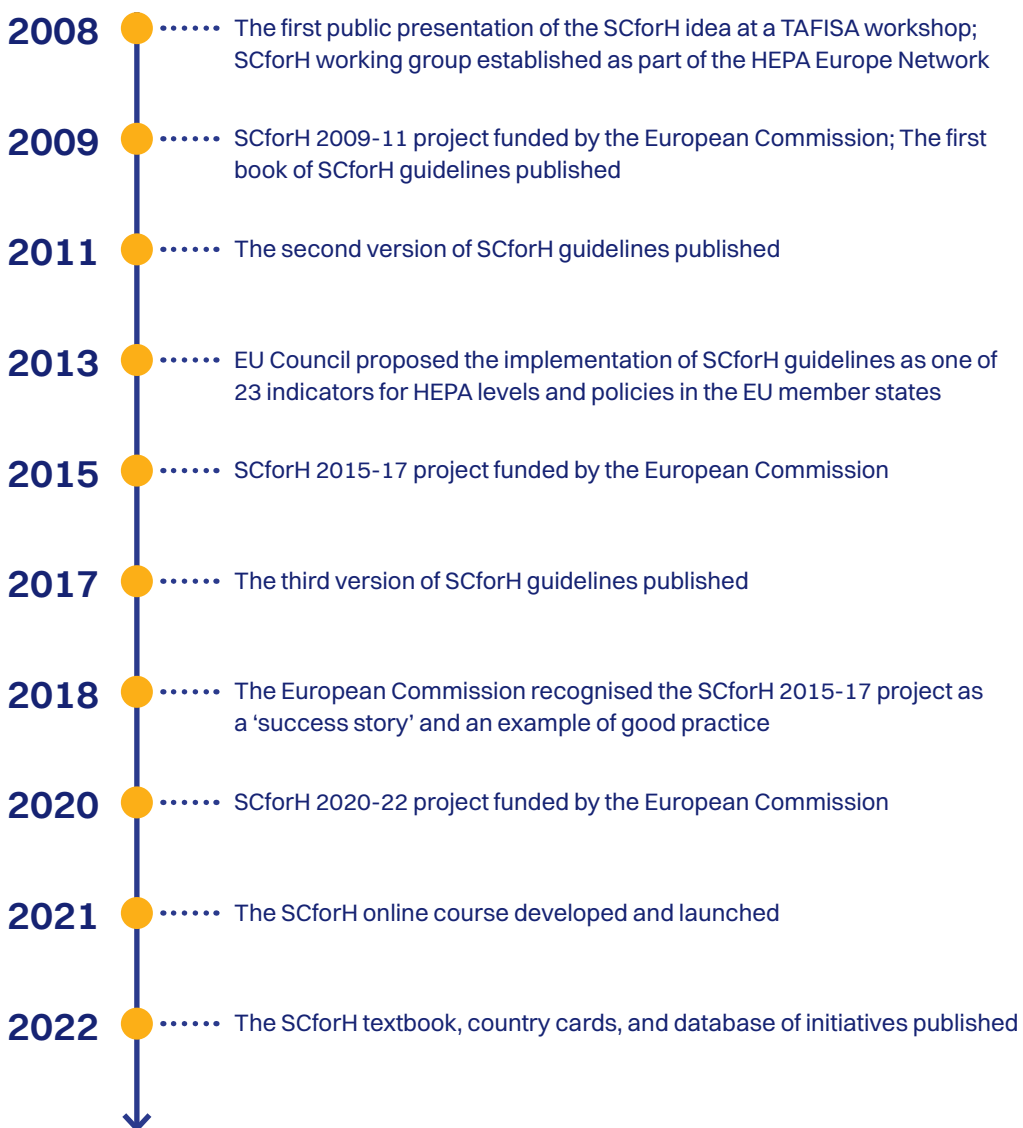 2008
The first public presentation of the SCforH idea at a TAFISA workshop;
SCforH working group established as part of the HEPA Europe Network
2009
SCforH 2009-11 project funded by the European Commission; The first
book of SCforH guidelines published
2011
The second version of SCforH guidelines published
2013
EU Council proposed the implementation of SCforH guidelines as one of
23 indicators for HEPA levels and policies in the EU member states
2015
SCforH 2015-17 project funded by the European Commission
2017
The third version of SCforH guidelines published
2018
The European Commission recognised the SCforH 2015-17 project as
a ‘success story’ and an example of good practice
2020
SCforH 2020-22 project funded by the European Commission
2021
The SCforH online course developed and launched
2022
The SCforH textbook, country cards, and database of initiatives published